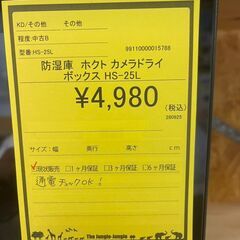 KD/その他 その他
程度:中古B
型番:HS-25L 99110000015788
防湿庫 ホクト カメラドライ
ボックス HS-25L
¥4,980
(税込)
280925
サイズ:幅 奥行 高さ cm
☑現状販売 □1ヶ月保証 □3ヶ月保証 □6ヶ月保証
通電チェックOK!
The Jungle-Jungle